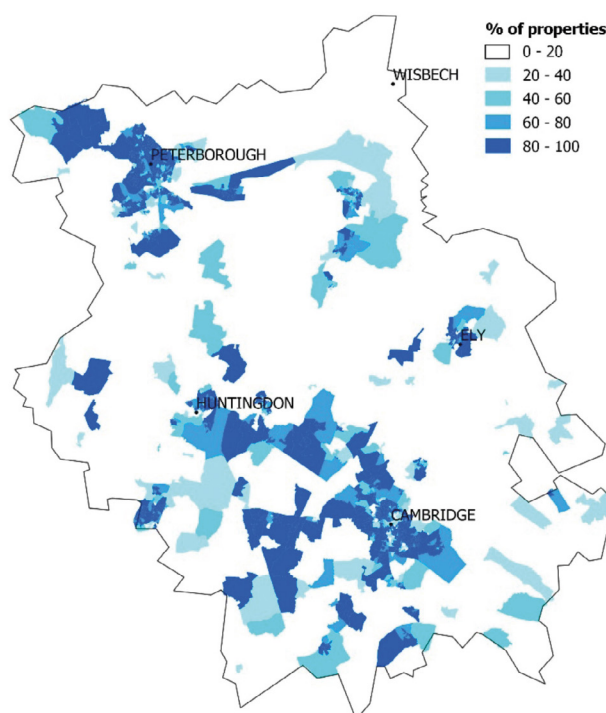 % of properties
0 - 20
20 - 40
40 - 60
60 - 80
80 - 100
WISBECH
PETERBOROUGH
ELY
HUNTINGDON
CAMBRIDGE